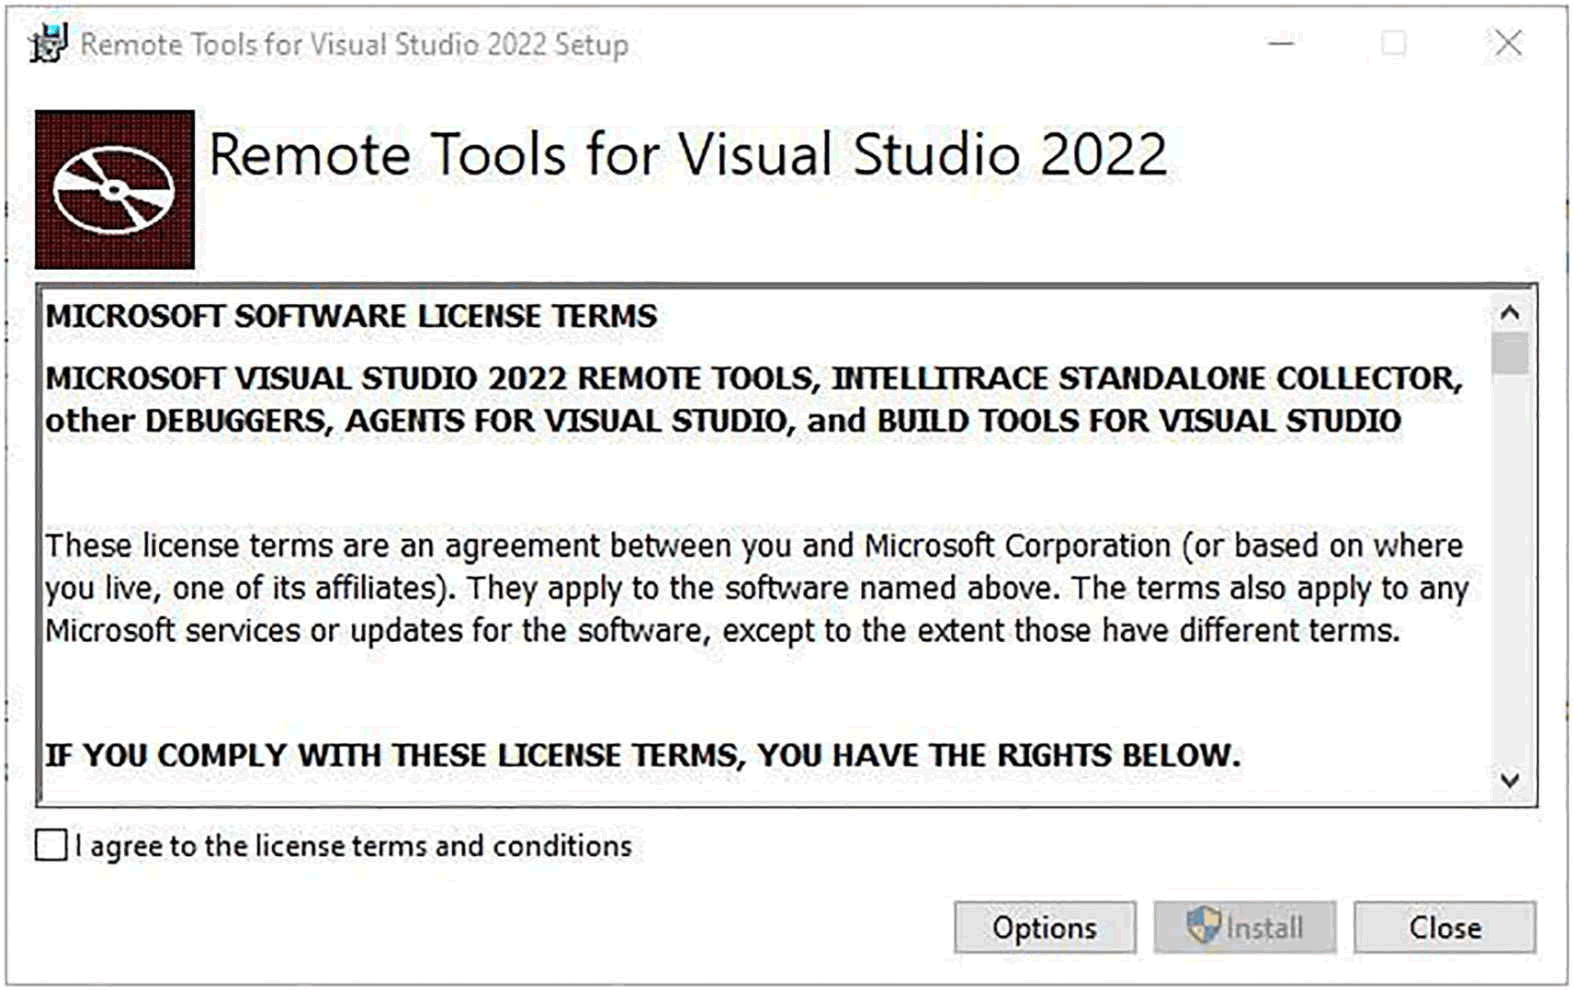 Remote Tools for Visual Studio 2022 Setup
Remote Tools for Visual Studio 2022
MICROSOFT SOFTWARE LICENSE TERMS
MICROSOFT VISUAL STUDIO 2022 REMOTE TOOLS, INTELLITRACE STANDALONE COLLECTOR,
other DEBUGGERS, AGENTS FOR VISUAL STUDIO, and BUILD TOOLS FOR VISUAL STUDIO
These license terms are an agreement between you and Microsoft Corporation (or based on where
you live, one of its affiliates). They apply to the software named above. The terms also apply to any
Microsoft services or updates for the software, except to the extent those have different terms.
IF YOU COMPLY WITH THESE LICENSE TERMS, YOU HAVE THE RIGHTS BELOW.
I agree to the license terms and conditions
Options Install Close